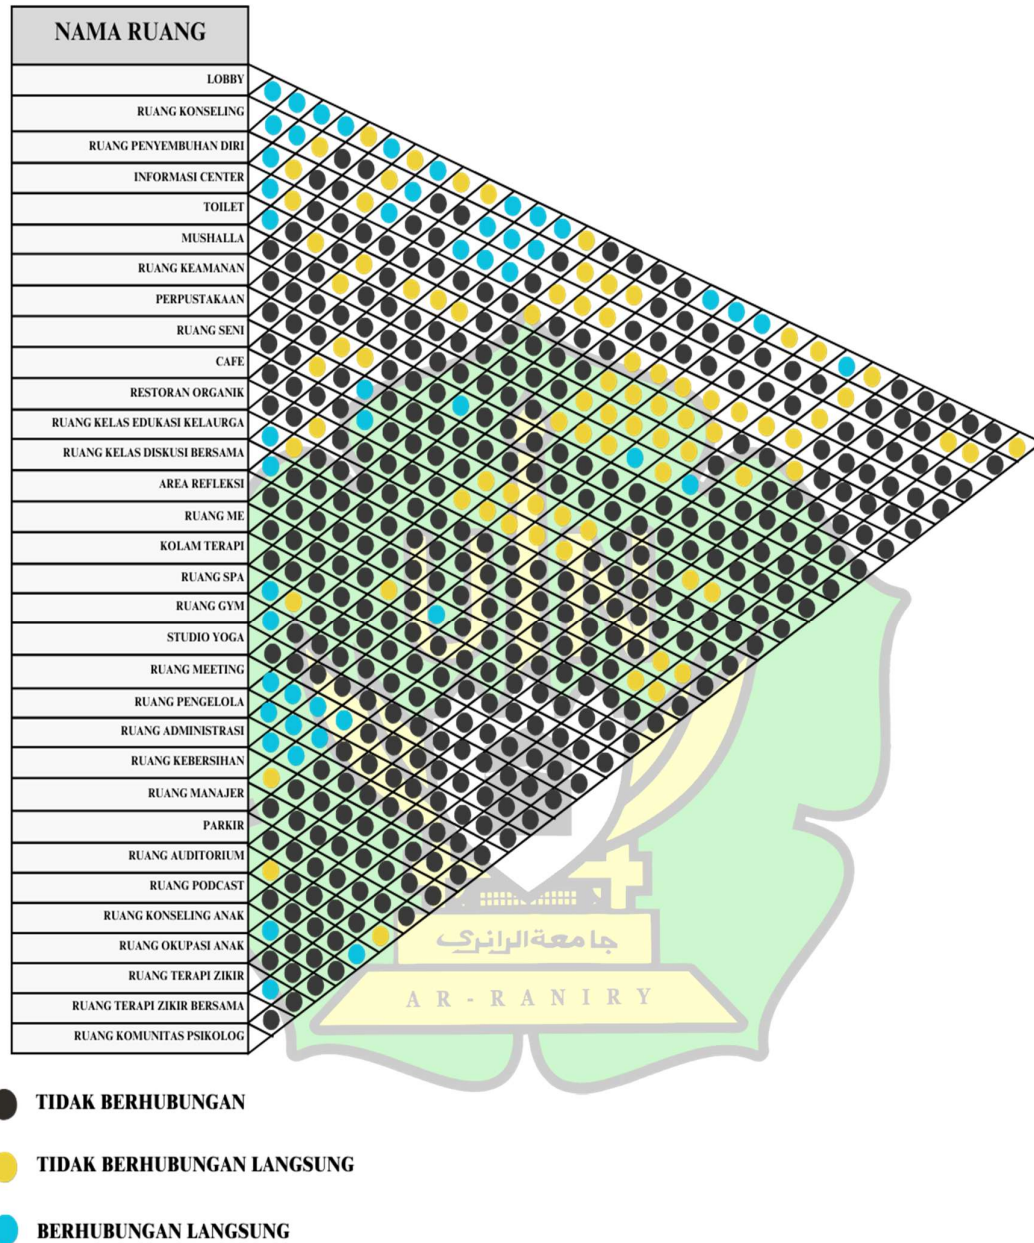 NAMA RUANG
LOBBY
RUANG KONSELING
RUANG PENYEMBUHAN DIRI
INFORMASI CENTER
TOILET
MUSHALLA
RUANG KEAMANAN
PERPUSTAKAAN
RUANG SENI
CAFE
RESTORAN ORGANIK
RUANG KELAS EDUKASI KELAURGA
RUANG KELAS DISKUSI BERSAMA
AREA REFLEKSI
RUANG ME
KOLAM TERAPI
RUANG SPA
RUANG GYM
STUDIO YOGA
RUANG MEETING
RUANG PENGELOLA
RUANG ADMINISTRASI
RUANG KEBERSIHAN
RUANG MANAJER
PARKIR
RUANG AUDITORIUM
RUANG PODCAST
RUANG KONSELING ANAK
RUANG OKUPASI ANAK
RUANG TERAPI ZIKIR
RUANG TERAPI ZIKIR BERSAMA
RUANG KOMUNITAS PSIKOLOG
UIN
جامعة الرانري
AR-RANIRY
TIDAK BERHUBUNGAN
TIDAK BERHUBUNGAN LANGSUNG
BERHUBUNGAN LANGSUNG